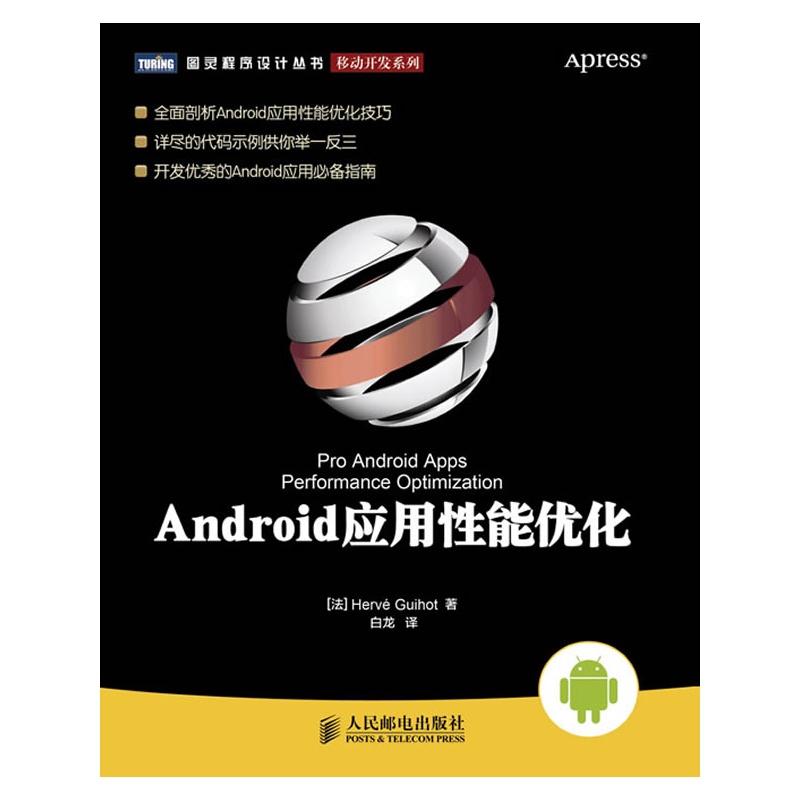 TURING 图灵程序设计丛书 移动开发系列
Apress®
全面剖析Android应用性能优化技巧
详尽的代码示例供你举一反三
开发优秀的Android应用必备指南
Pro Android Apps
Performance Optimization
Android应用性能优化
[法] Hervé Guihot 著
白龙 译
人民邮电出版社
POSTS & TELECOM PRESS